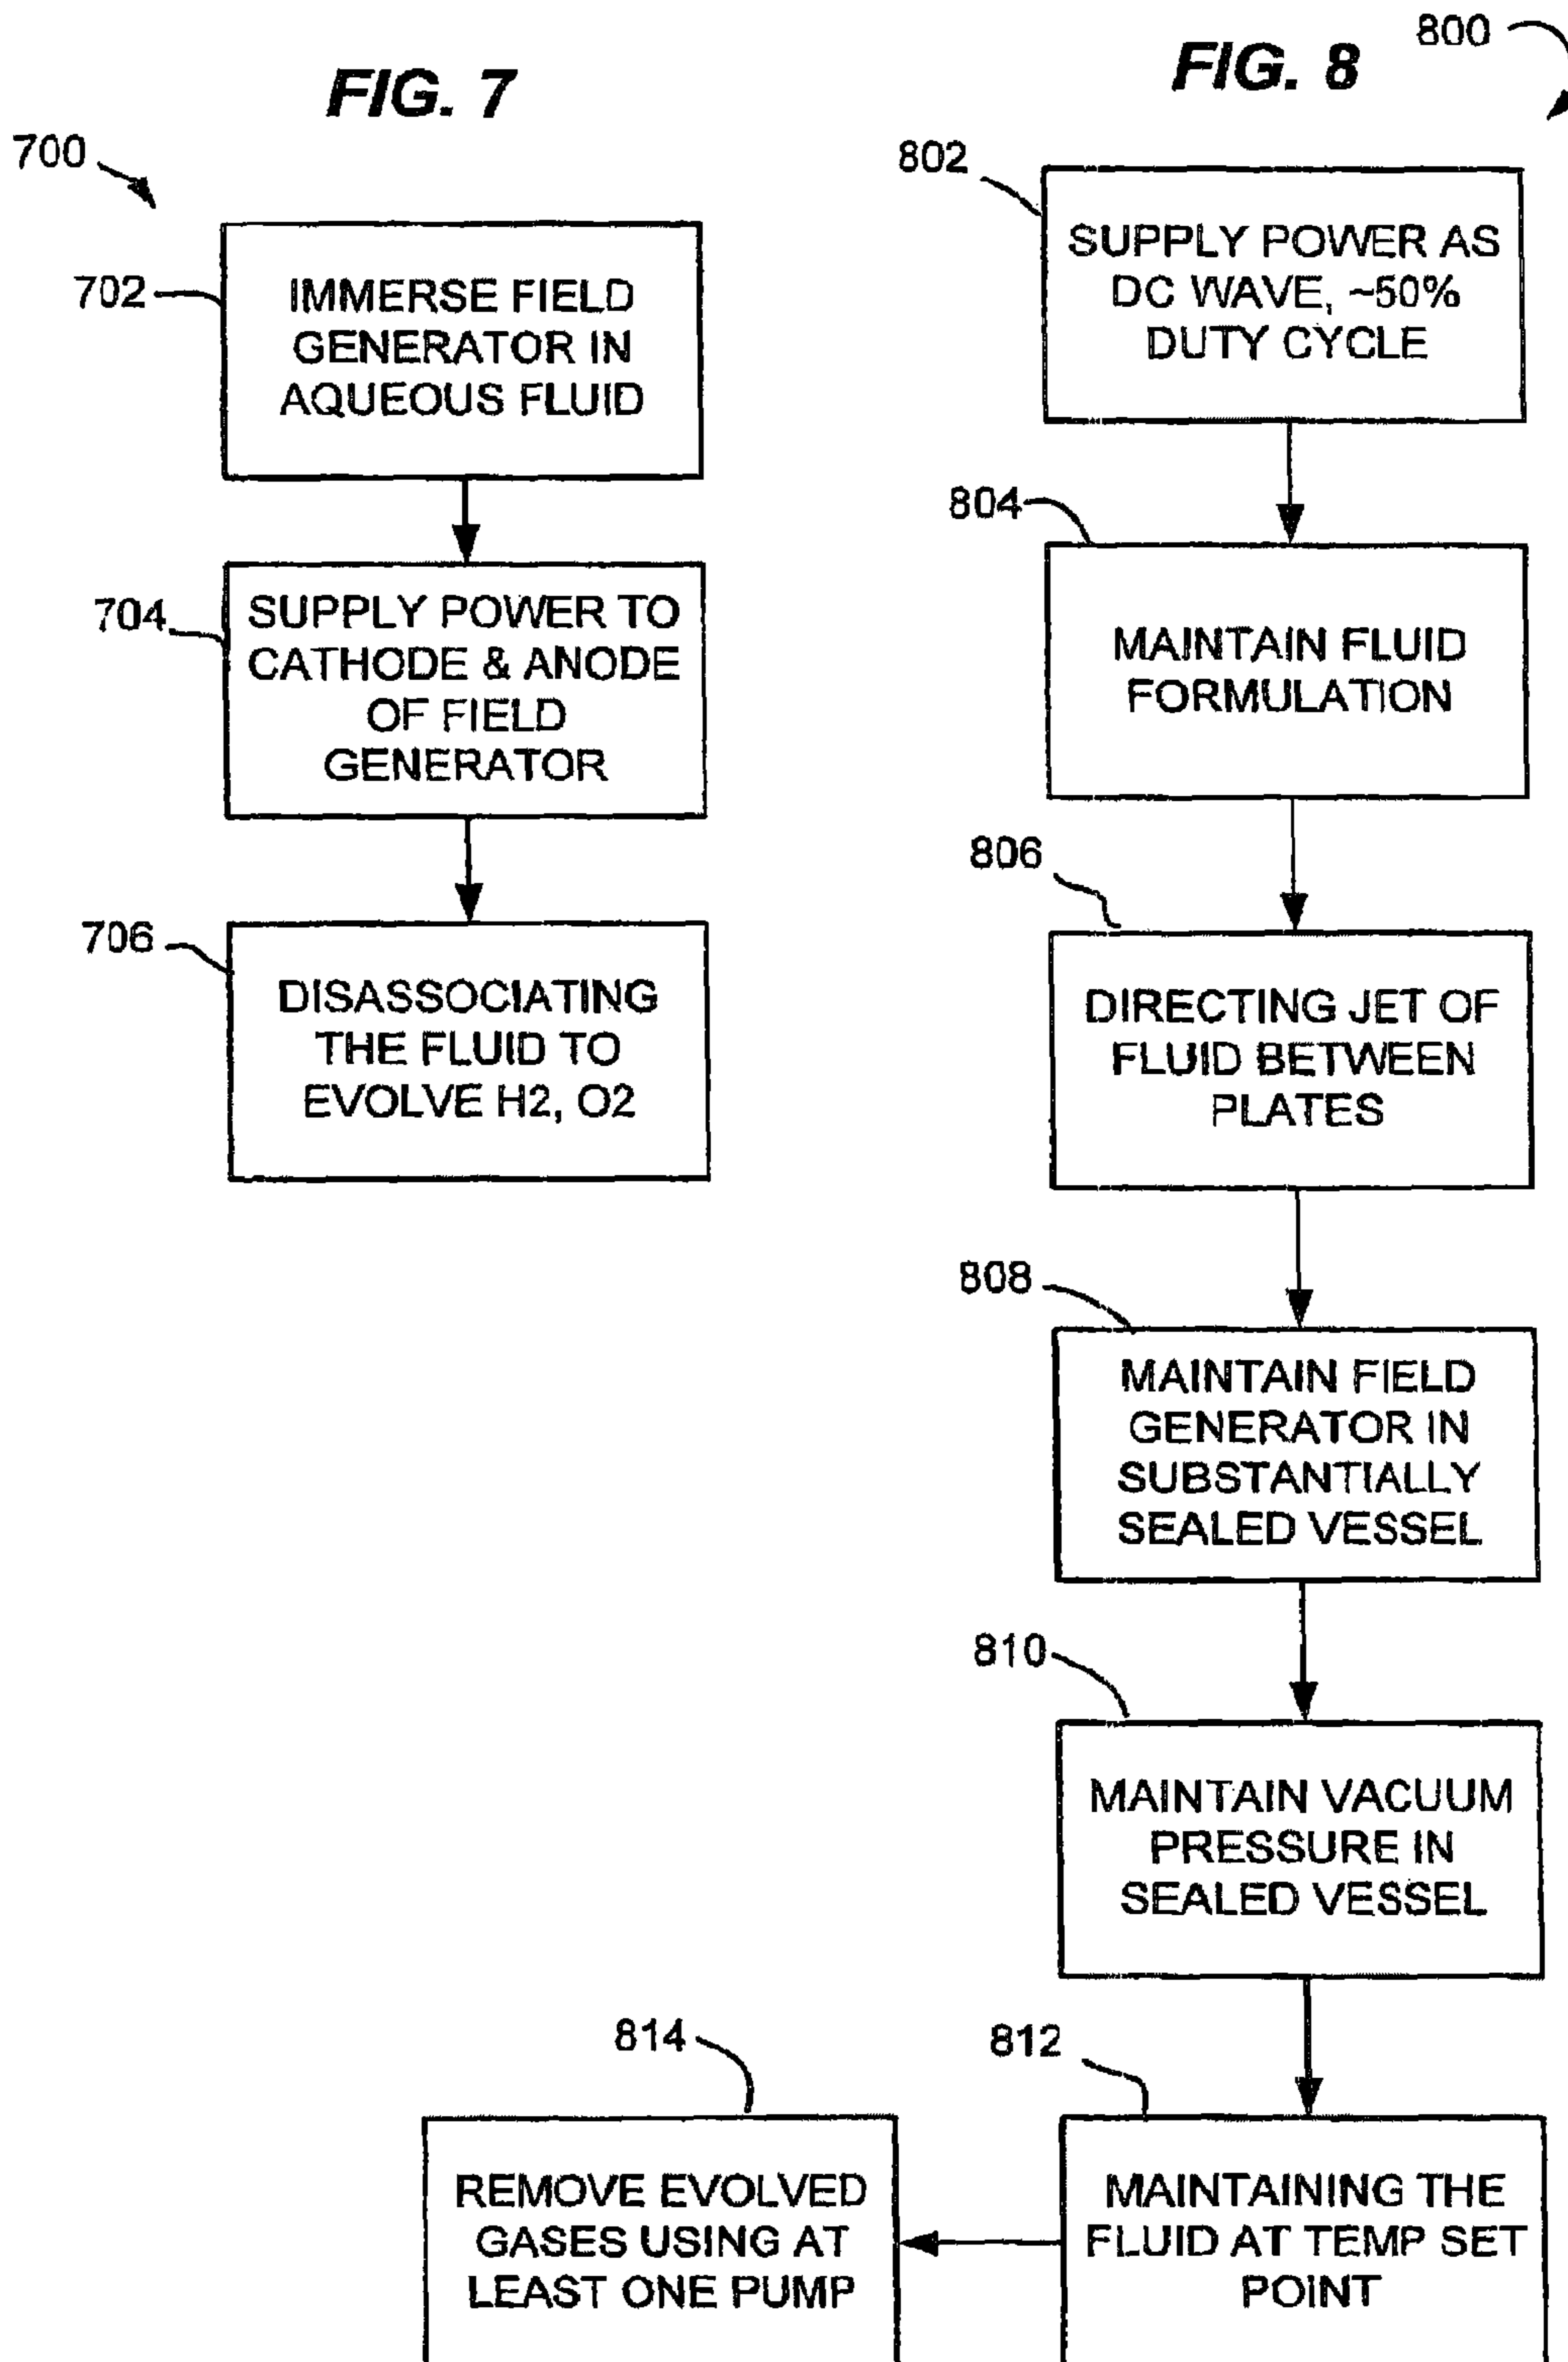 FIG. 7
700
702
IMMERSE FIELD
GENERATOR IN
AQUEOUS FLUID
704
SUPPLY POWER TO
CATHODE & ANODE
OF FIELD
GENERATOR
706
DISASSOCIATING
THE FLUID TO
EVOLVE H2, O2
FIG. 8
800
802
SUPPLY POWER AS
DC WAVE, ~50%
DUTY CYCLE
804
MAINTAIN FLUID
FORMULATION
806
DIRECTING JET OF
FLUID BETWEEN
PLATES
808
MAINTAIN FIELD
GENERATOR IN
SUBSTANTIALLY
SEALED VESSEL
810
MAINTAIN VACUUM
PRESSURE IN
SEALED VESSEL
812
MAINTAINING THE
FLUID AT TEMP SET
POINT
814
REMOVE EVOLVED
GASES USING AT
LEAST ONE PUMP